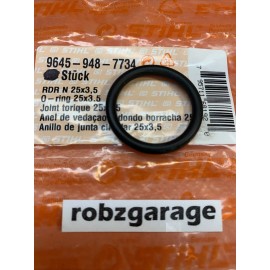 9645-948-7734
Stück
RDR N 25x3,5
O-ring 25x3.5
Joint torique 25x3,5
Anel de vedação redondo borracha 25
Anillo de junta circular 25x3,5
robzgarage